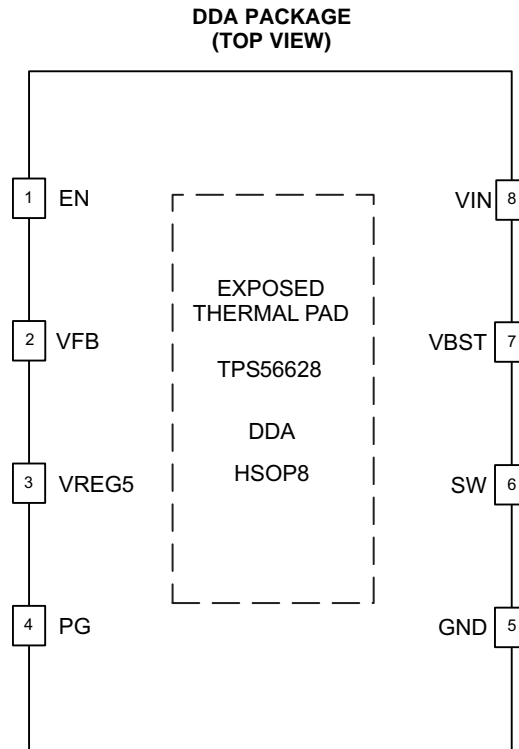 DDA PACKAGE
(TOP VIEW)
1 EN
VIN 8
EXPOSED
THERMAL PAD
2 VFB
VBST 7
TPS56628
DDA
HSOP8
3 VREG5
SW 6
4 PG
GND 5